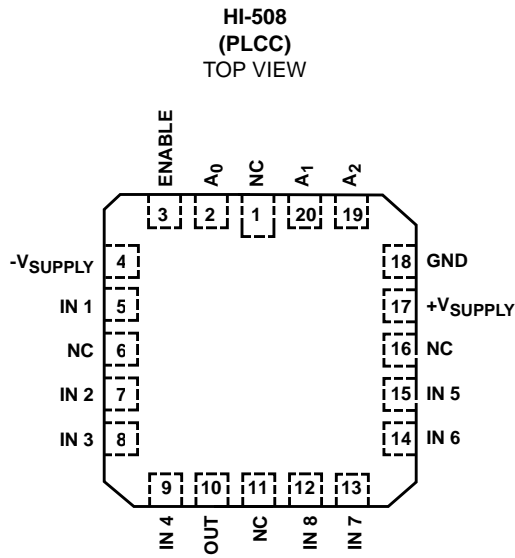 HI-508
(PLCC)
TOP VIEW
ENABLE
A0
NC
A1
A2
3
2
1
20
19
-VSUPPLY 4
18 GND
IN 1 5
17 +VSUPPLY
NC 6
16 NC
IN 2 7
15 IN 5
IN 3 8
14 IN 6
9
10
11
12
13
IN 4
OUT
NC
IN 8
IN 7